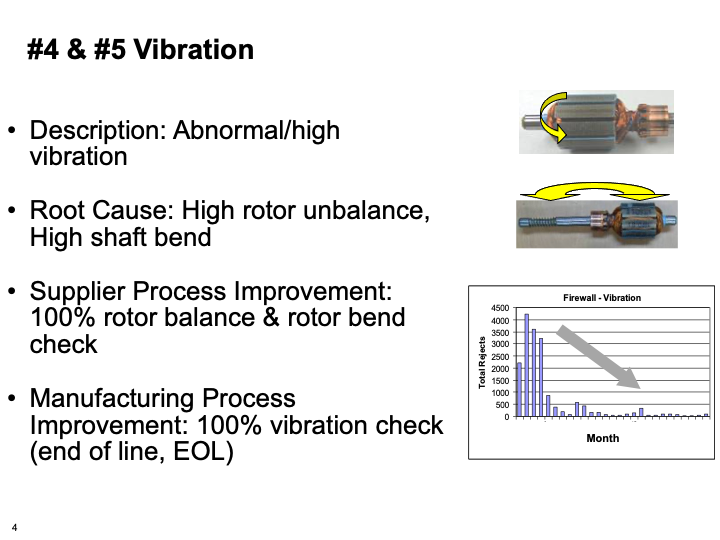 #4 & #5 Vibration
• Description: Abnormal/high
vibration
• Root Cause: High rotor unbalance,
High shaft bend
• Supplier Process Improvement:
100% rotor balance & rotor bend
check
• Manufacturing Process
Improvement: 100% vibration check
(end of line, EOL)
Firewall - Vibration
Total Rejects
4500
4000
3500
3000
2500
2000
1500
1000
500
0
Month
4